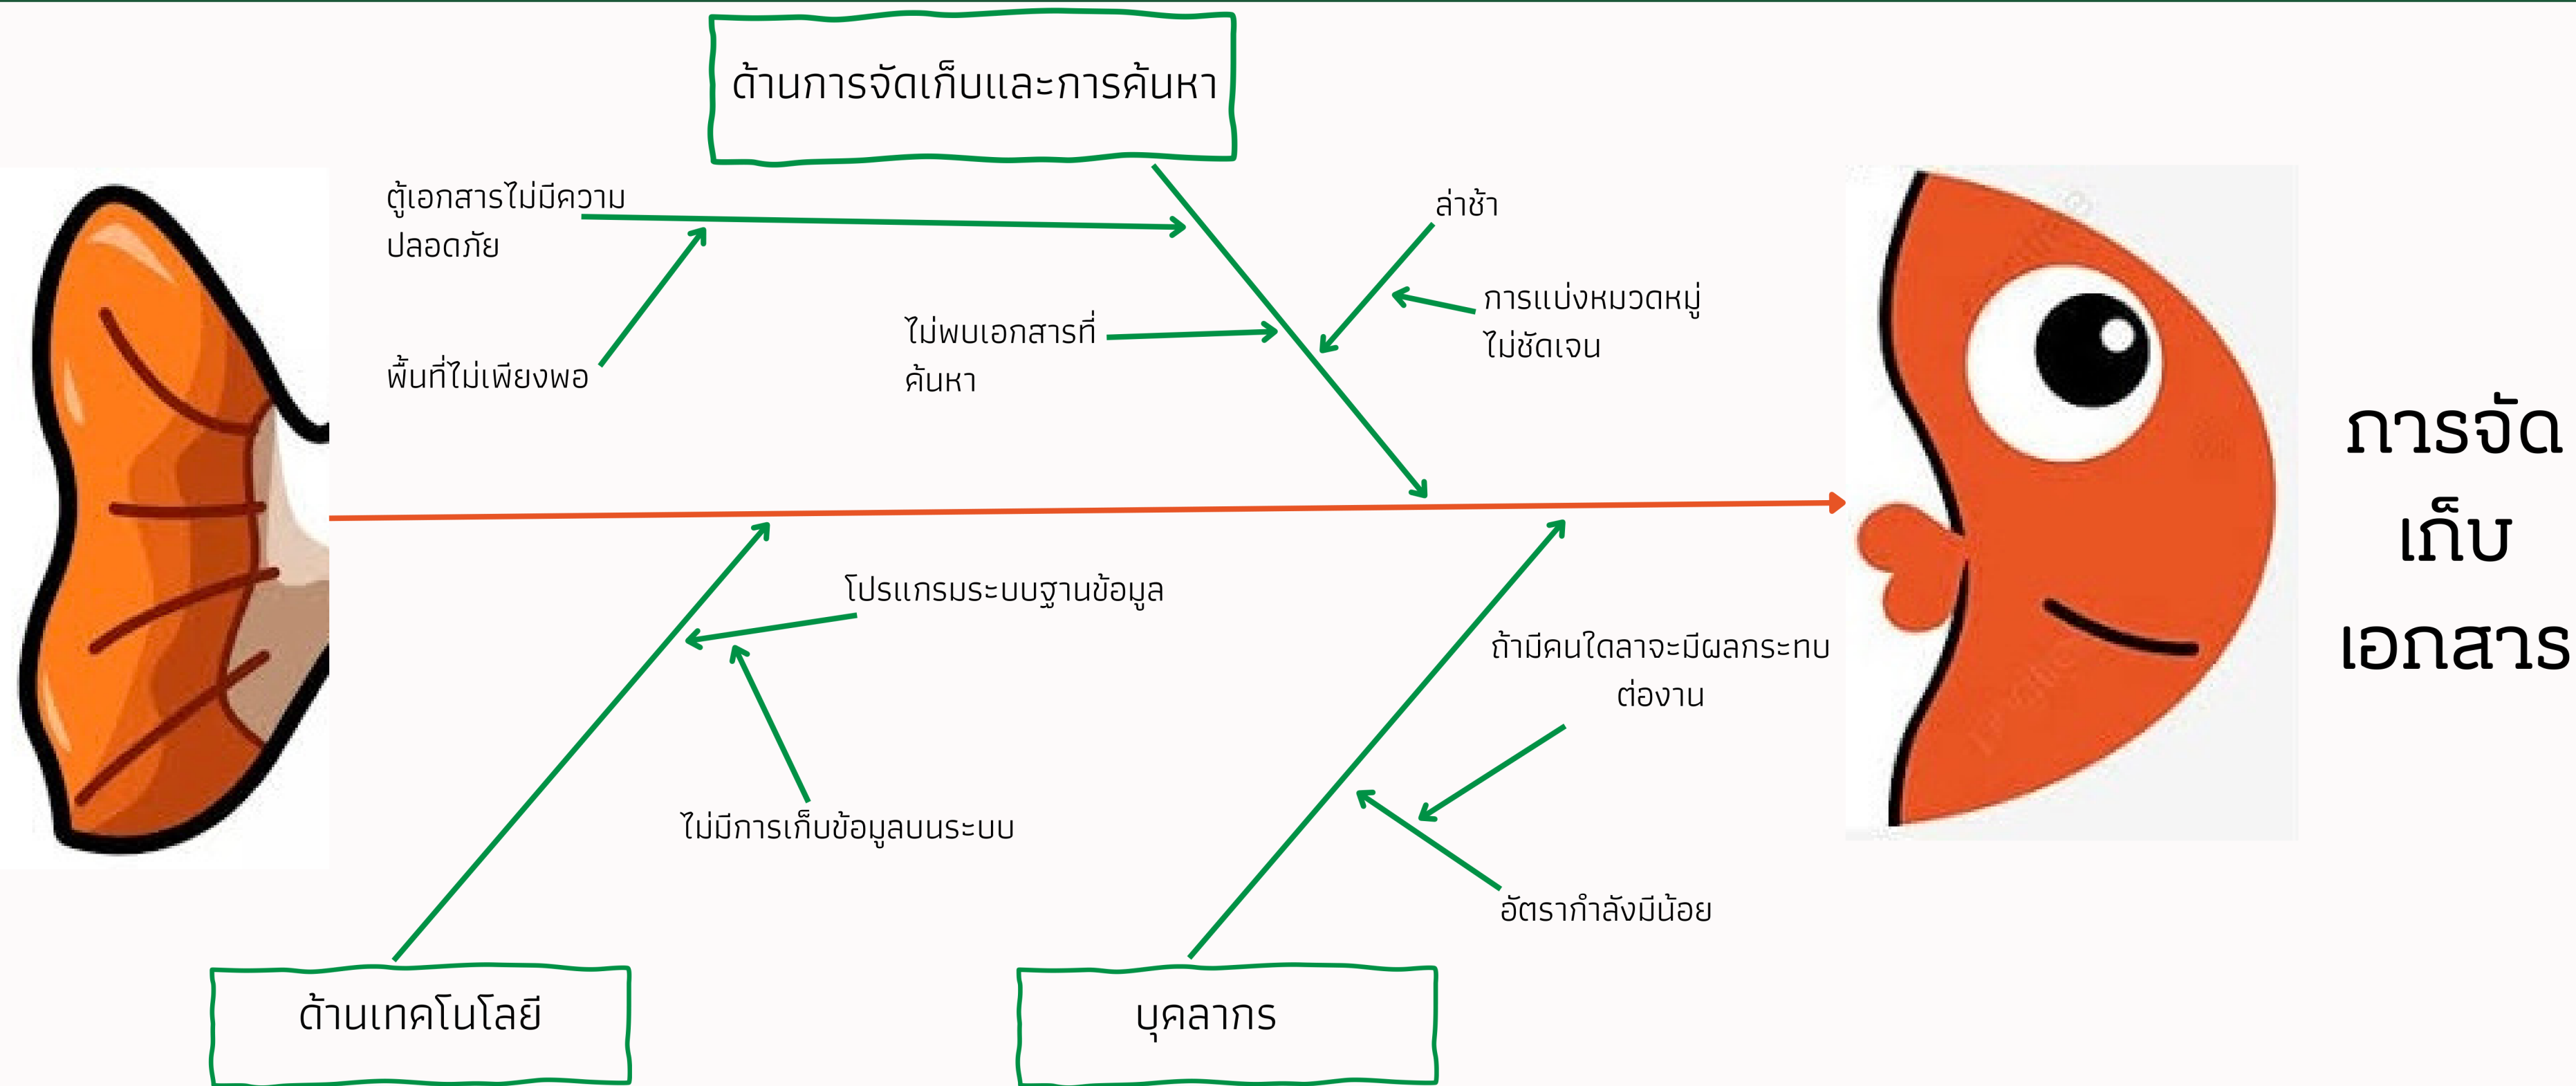 ด้านการจัดเก็บและการค้นหา
ตู้เอกสารไม่มีความ
ปลอดภัย
พื้นที่ไม่เพียงพอ
ไม่พบเอกสารที่
ค้นหา
ล่าช้า
การแบ่งหมวดหมู่
ไม่ชัดเจน
การจัด
เก็บ
เอกสาร
โปรแกรมระบบฐานข้อมูล
ไม่มีการเก็บข้อมูลบนระบบ
ถ้ามีคนใดลาจะมีผลกระทบ
ต่องาน
อัตรากำลังมีน้อย
ด้านเทคโนโลยี
บุคลากร